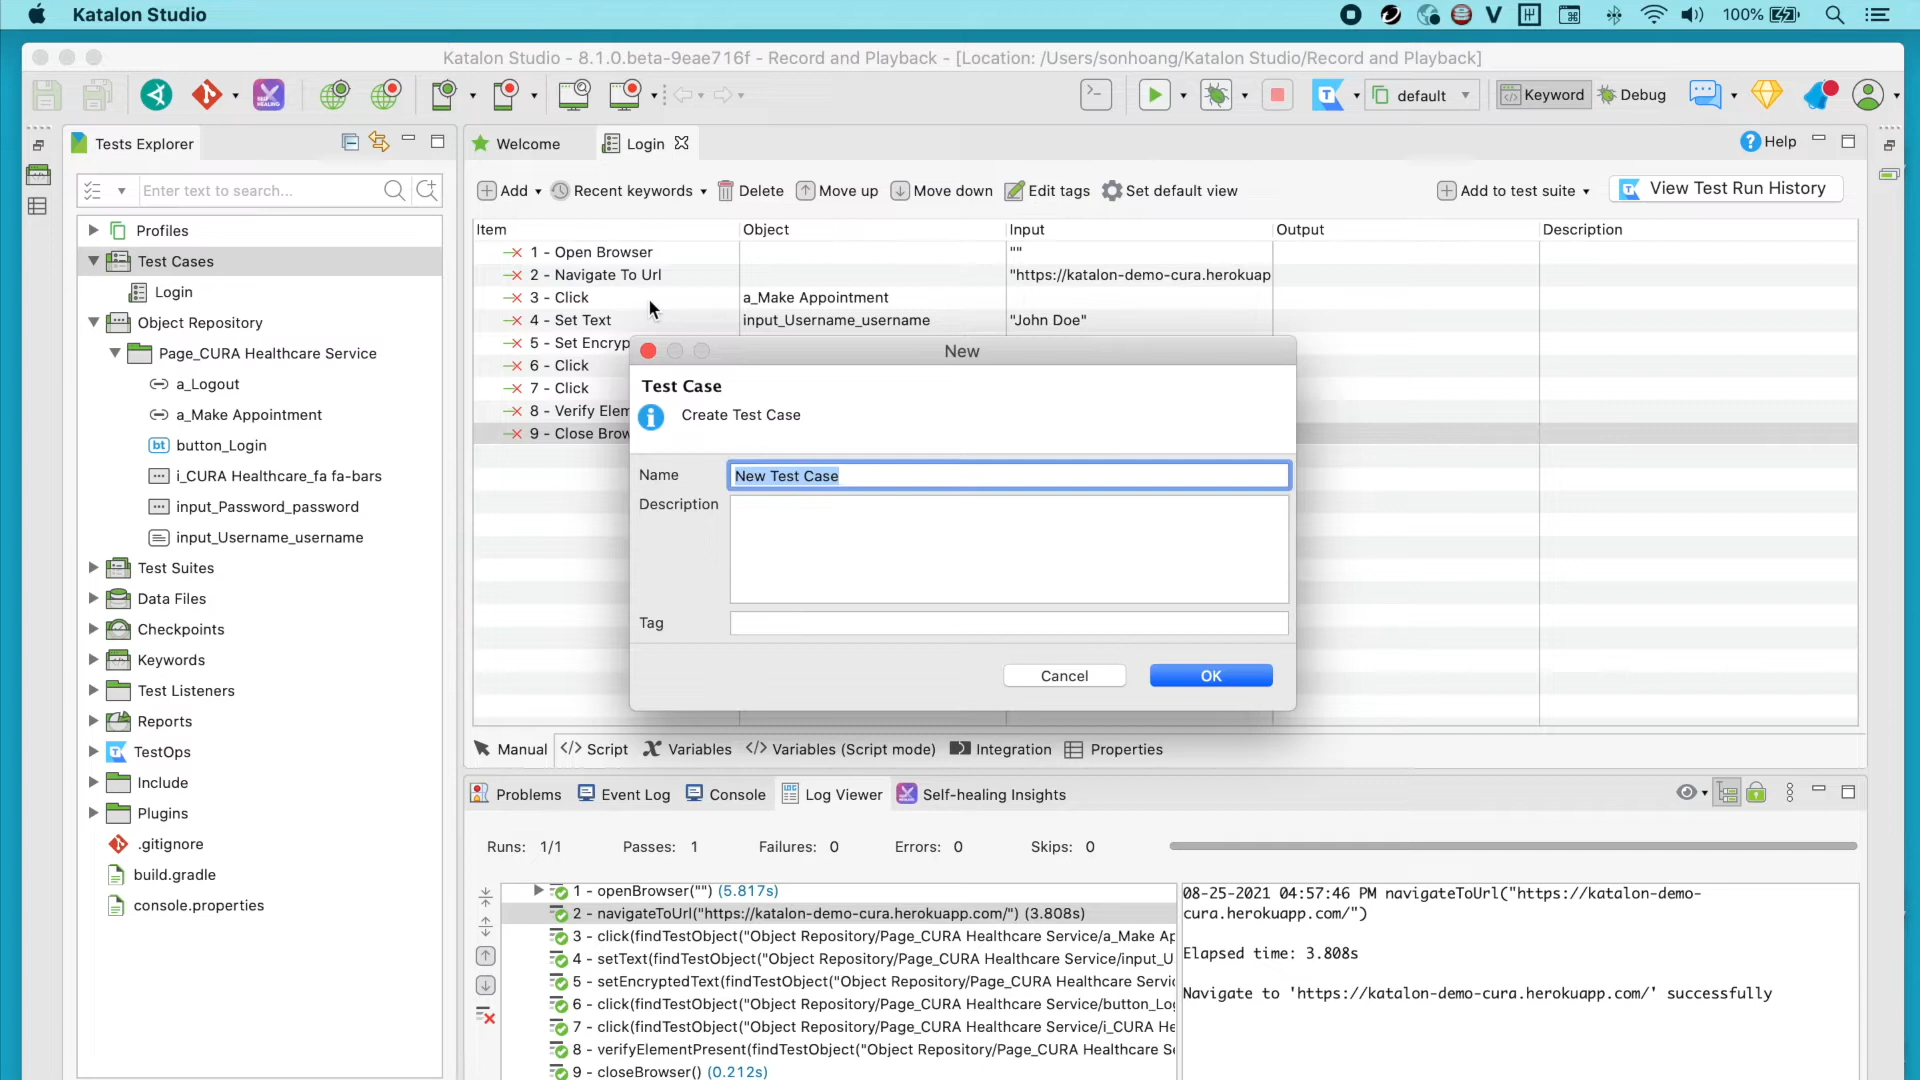 Katalon Studio
100%
Katalon Studio - 8.1.0.beta-9eae716f - Record and Playback - [Location: /Users/sonhoang/Katalon Studio/Record and Playback]
default
Keyword
Debug
Tests Explorer
Welcome
Login
Help
Enter text to search...
Add
Recent keywords
Delete
Move up
Move down
Edit tags
Set default view
Add to test suite
View Test Run History
Profiles
Test Cases
Login
Object Repository
Page_CURA Healthcare Service
a_Logout
a_Make Appointment
bt button_Login
i_CURA Healthcare_fa fa-bars
input_Password_password
input_Username_username
Test Suites
Data Files
Checkpoints
Keywords
Test Listeners
Reports
TestOps
Include
Plugins
.gitignore
build.gradle
console.properties
Item Object Input Output Description
1 - Open Browser ""
2 - Navigate To Url "https://katalon-demo-cura.herokuap
3 - Click a_Make Appointment
4 - Set Text input_Username_username "John Doe"
5 - Set Encryp
6 - Click
7 - Click
8 - Verify Elem
9 - Close Brow
New
Test Case
Create Test Case
Name New Test Case
Description
Tag
Cancel
OK
Manual
Script
Variables
Variables (Script mode)
Integration
Properties
Problems
Event Log
Console
Log Viewer
Self-healing Insights
Runs: 1/1 Passes: 1 Failures: 0 Errors: 0 Skips: 0
1 - openBrowser("") (5.817s)
2 - navigateToUrl("https://katalon-demo-cura.herokuapp.com/") (3.808s)
3 - click(findTestObject("Object Repository/Page_CURA Healthcare Service/a_Make Ap
4 - setText(findTestObject("Object Repository/Page_CURA Healthcare Service/input_U
5 - setEncryptedText(findTestObject("Object Repository/Page_CURA Healthcare Servic
6 - click(findTestObject("Object Repository/Page_CURA Healthcare Service/button_Log
7 - click(findTestObject("Object Repository/Page_CURA Healthcare Service/i_CURA He
8 - verifyElementPresent(findTestObject("Object Repository/Page_CURA Healthcare Se
9 - closeBrowser() (0.212s)
08-25-2021 04:57:46 PM navigateToUrl("https://katalon-demo-
cura.herokuapp.com/")
Elapsed time: 3.808s
Navigate to 'https://katalon-demo-cura.herokuapp.com/' successfully